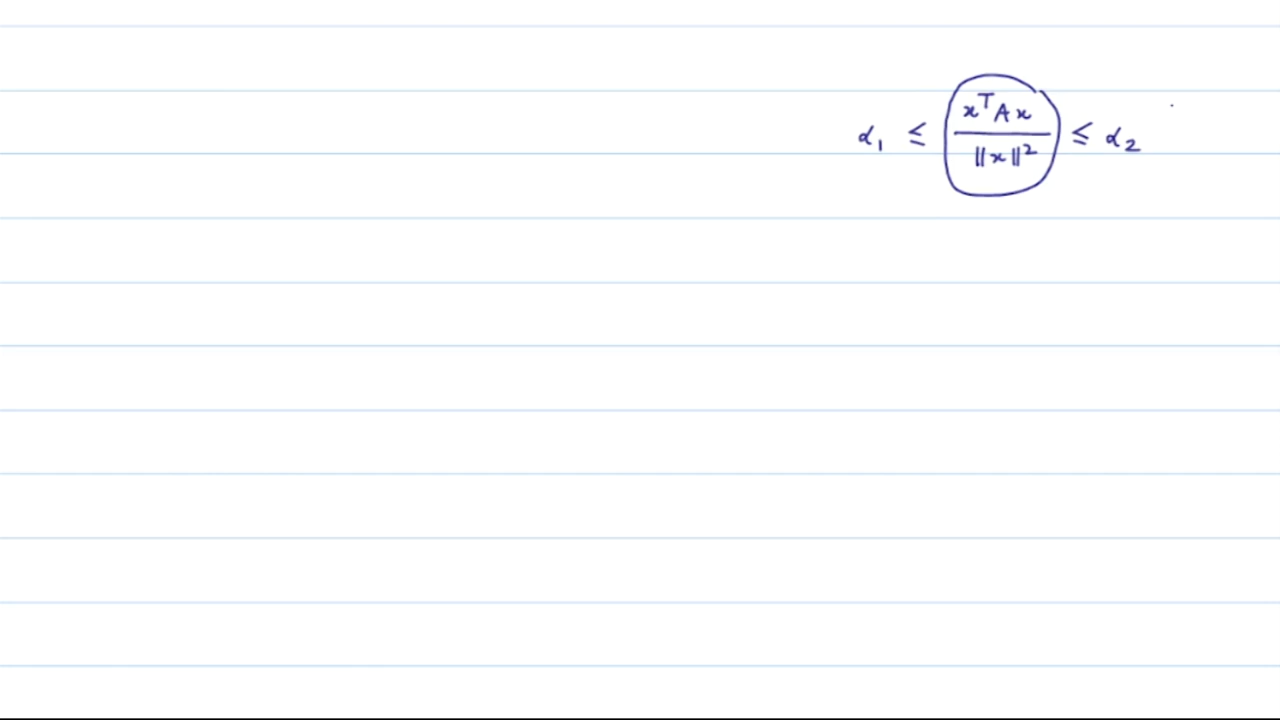 α₁ ≤ xᵀAx / ‖x‖² ≤ α₂